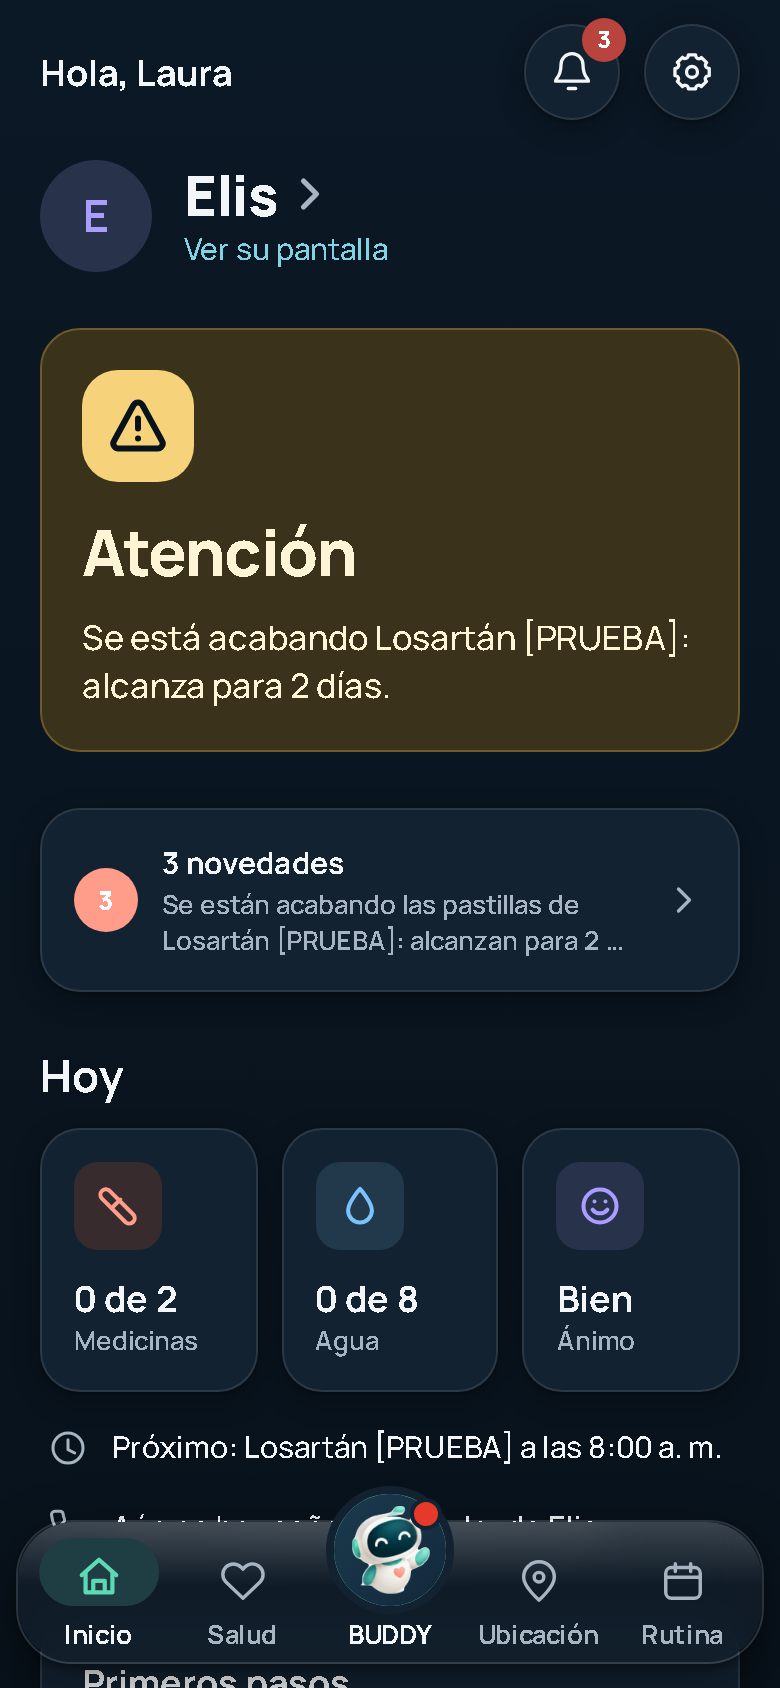 Hola, Laura
3
E
Elis
Ver su pantalla
Atención
Se está acabando Losartán [PRUEBA]:
alcanza para 2 días.
3
3 novedades
Se están acabando las pastillas de
Losartán [PRUEBA]: alcanzan para 2 ...
Hoy
0 de 2
Medicinas
0 de 8
Agua
Bien
Ánimo
Próximo: Losartán [PRUEBA] a las 8:00 a. m.
Inicio
Salud
BUDDY
Ubicación
Rutina
Primeros pasos